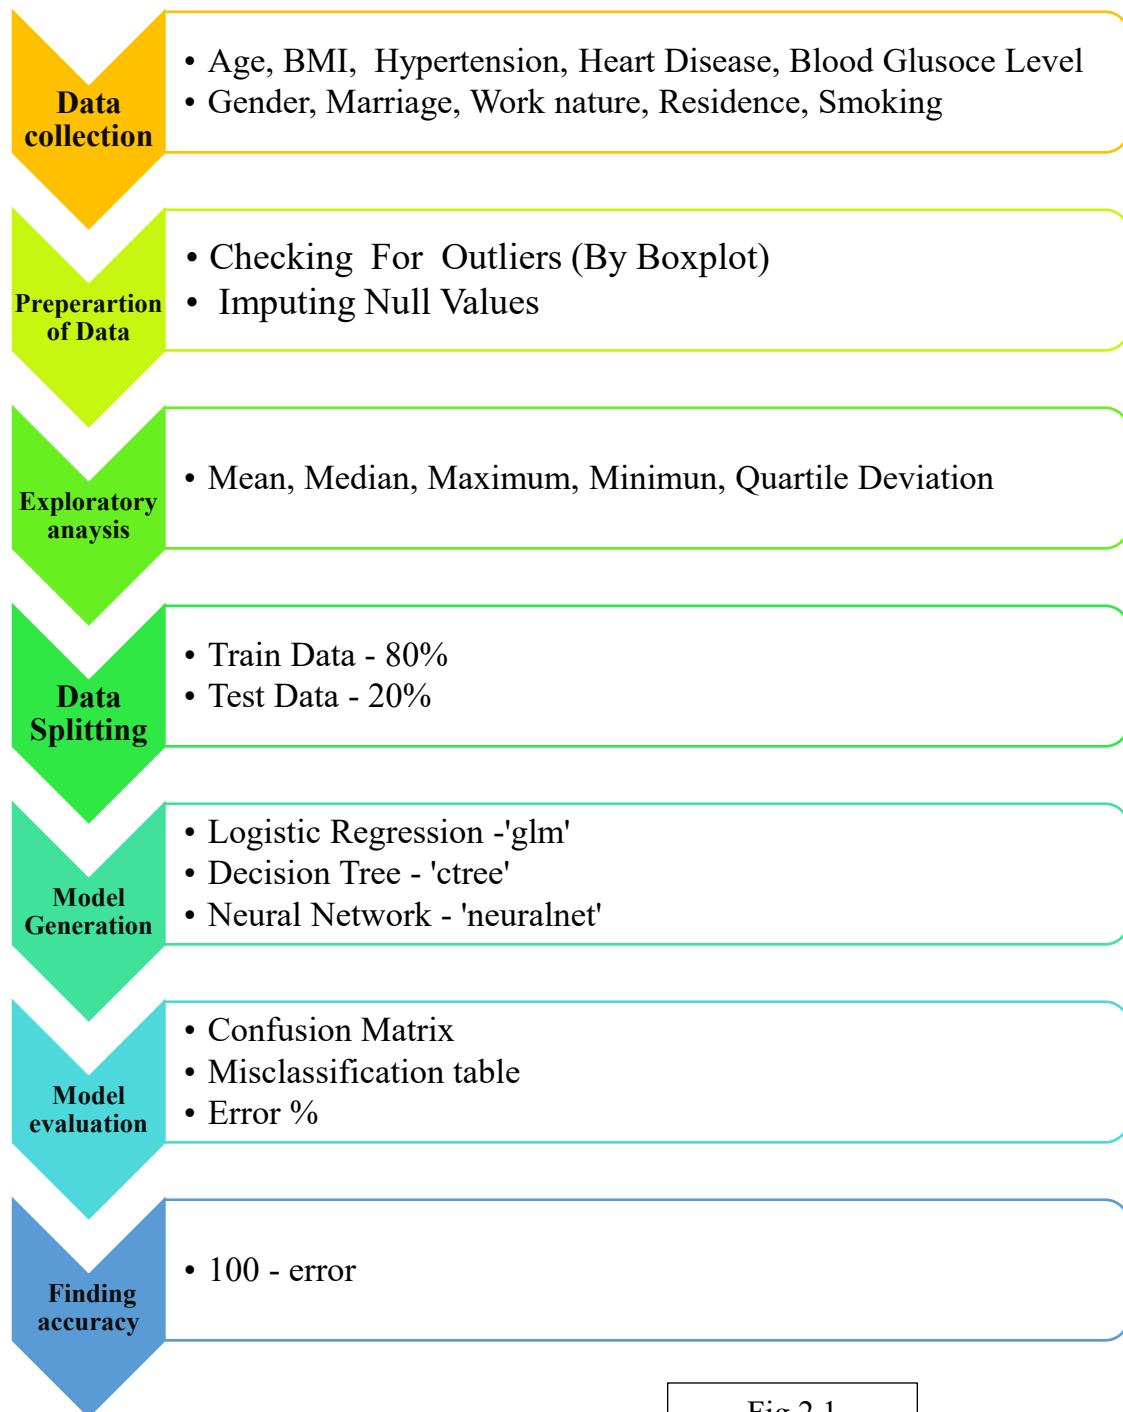 Data
collection
• Age, BMI, Hypertension, Heart Disease, Blood Glusoce Level
• Gender, Marriage, Work nature, Residence, Smoking
Preperartion
of Data
• Checking For Outliers (By Boxplot)
• Imputing Null Values
Exploratory
anaysis
• Mean, Median, Maximum, Minimun, Quartile Deviation
Data
Splitting
• Train Data - 80%
• Test Data - 20%
Model
Generation
• Logistic Regression -'glm'
• Decision Tree - 'ctree'
• Neural Network - 'neuralnet'
Model
evaluation
• Confusion Matrix
• Misclassification table
• Error %
Finding
accuracy
• 100 - error
Fig 2.1